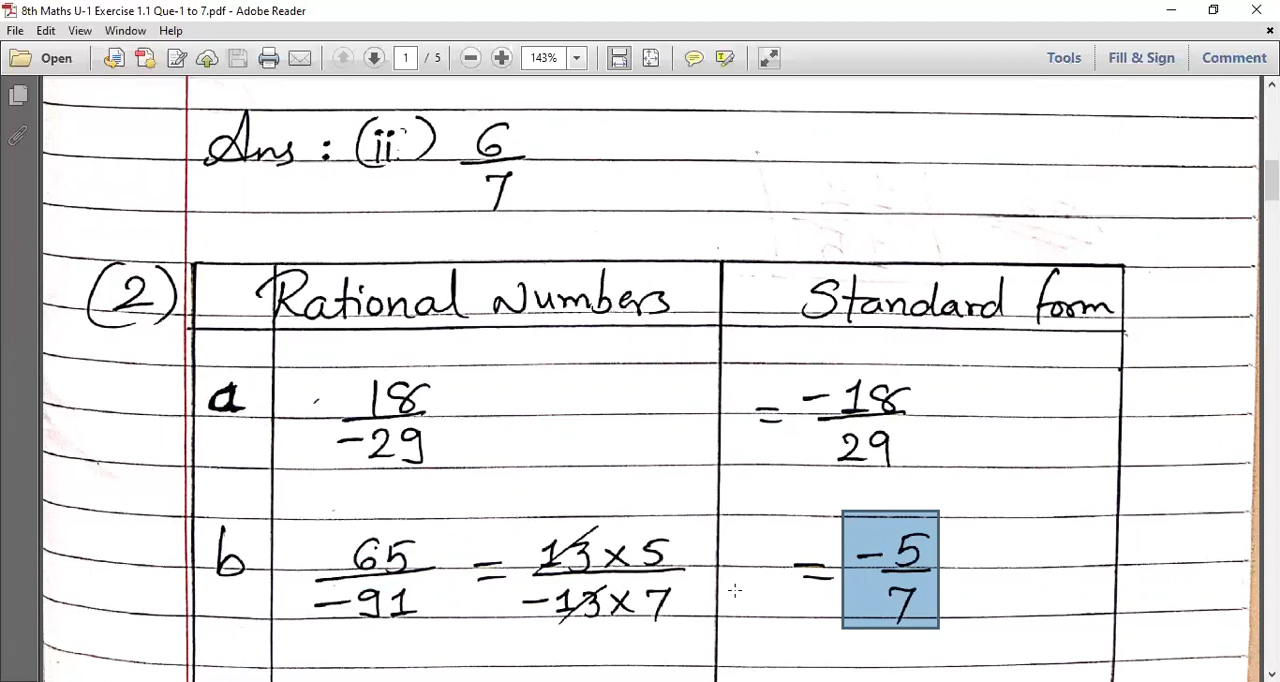 8th Maths U-1 Exercise 1.1 Que-1 to 7.pdf - Adobe Reader
File Edit View Window Help
Open 1 / 5 143% Tools Fill & Sign Comment
Ans : (ii) 6/7
(2) Rational Numbers Standard form
a 18/-29 = -18/29
b 65/-91 = 13 x 5/-13 x 7 = -5/7